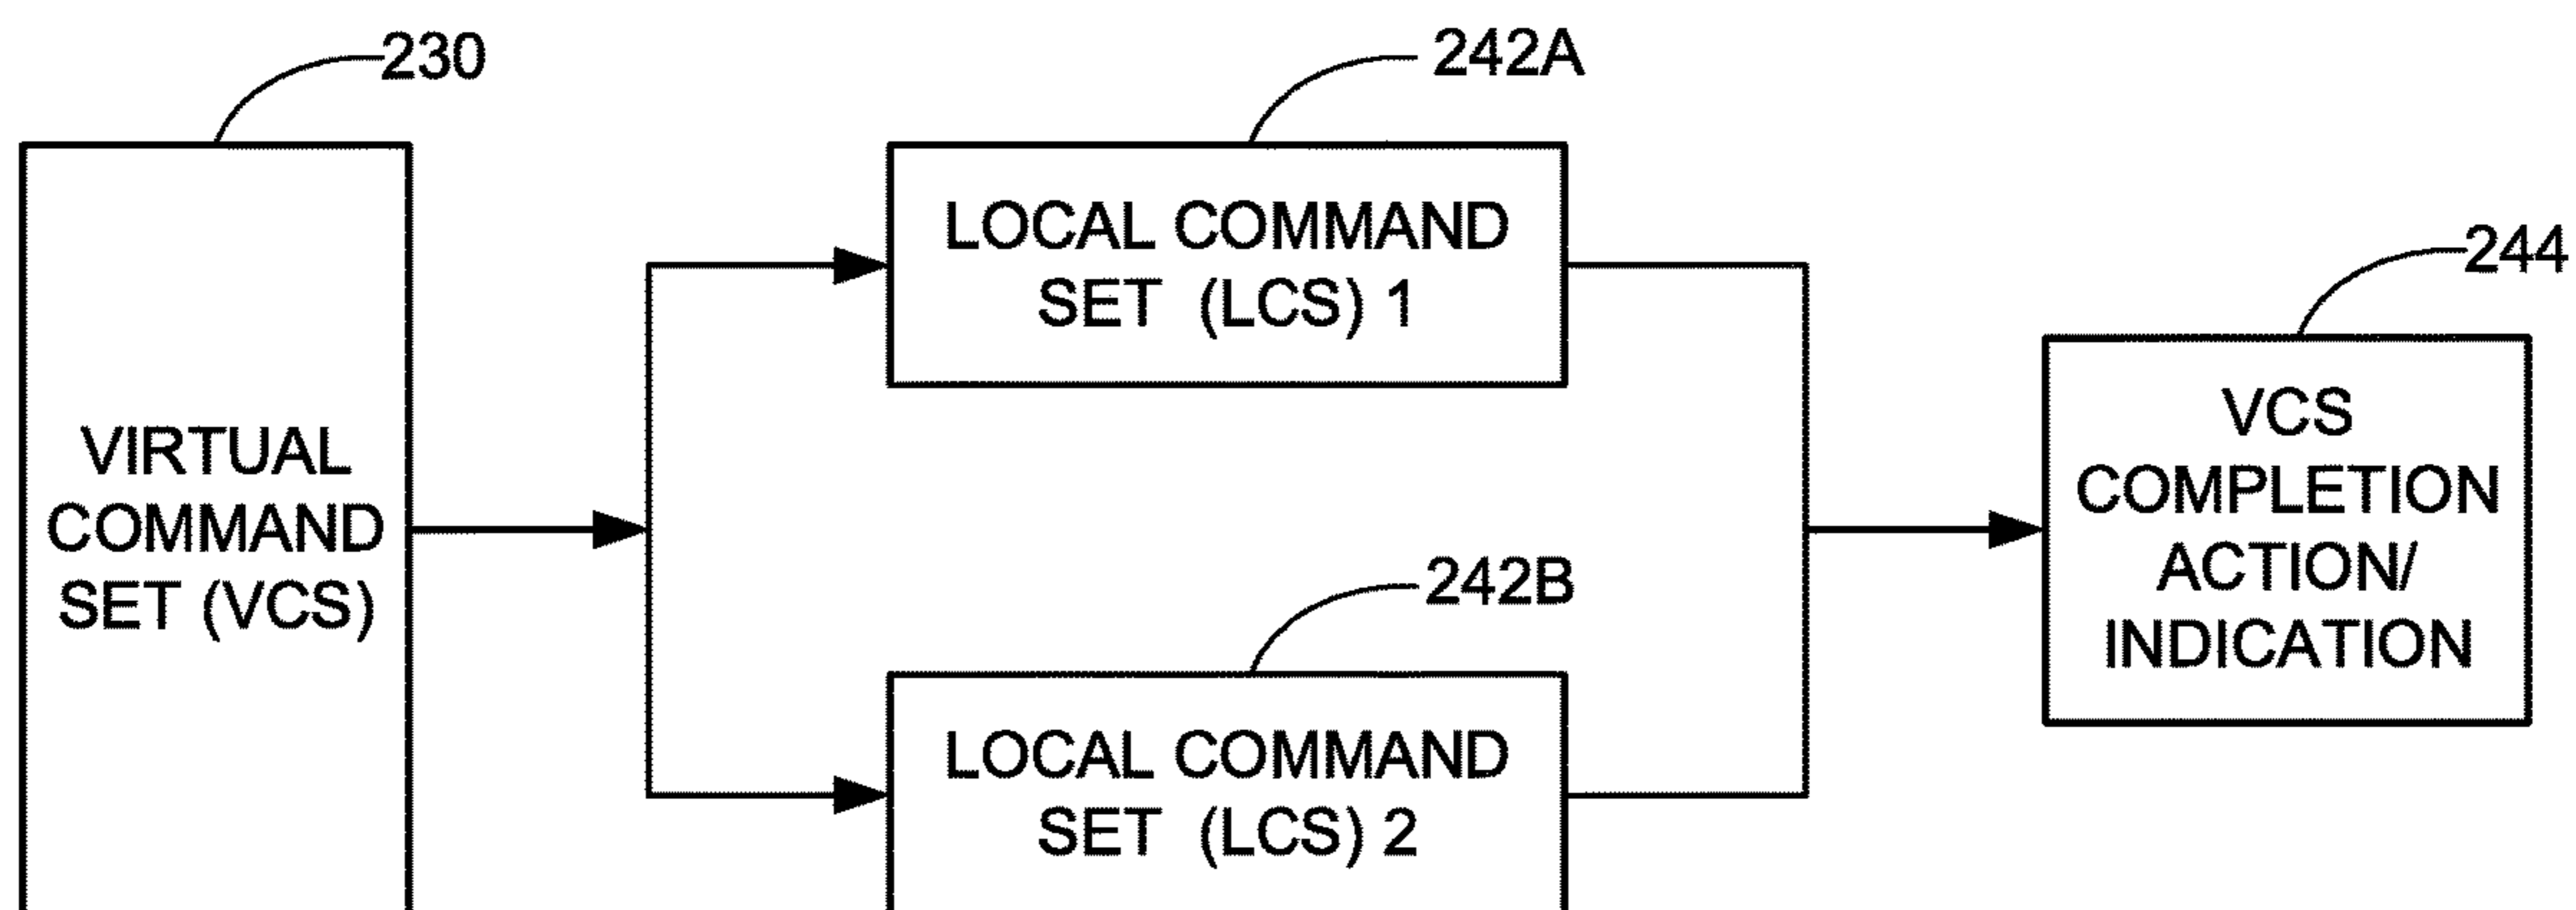 230
VIRTUAL
COMMAND
SET (VCS)
242A
LOCAL COMMAND
SET (LCS) 1
242B
LOCAL COMMAND
SET (LCS) 2
244
VCS
COMPLETION
ACTION/
INDICATION